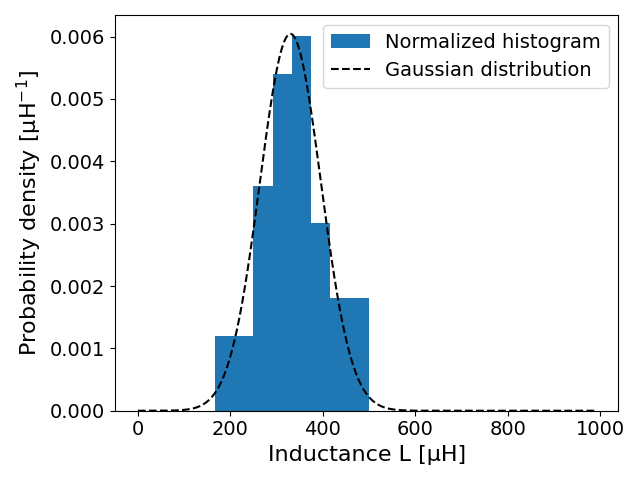 Normalized histogram
Gaussian distribution
Probability density [µH⁻¹]
0.006
0.005
0.004
0.003
0.002
0.001
0.000
0 200 400 600 800 1000
Inductance L [µH]